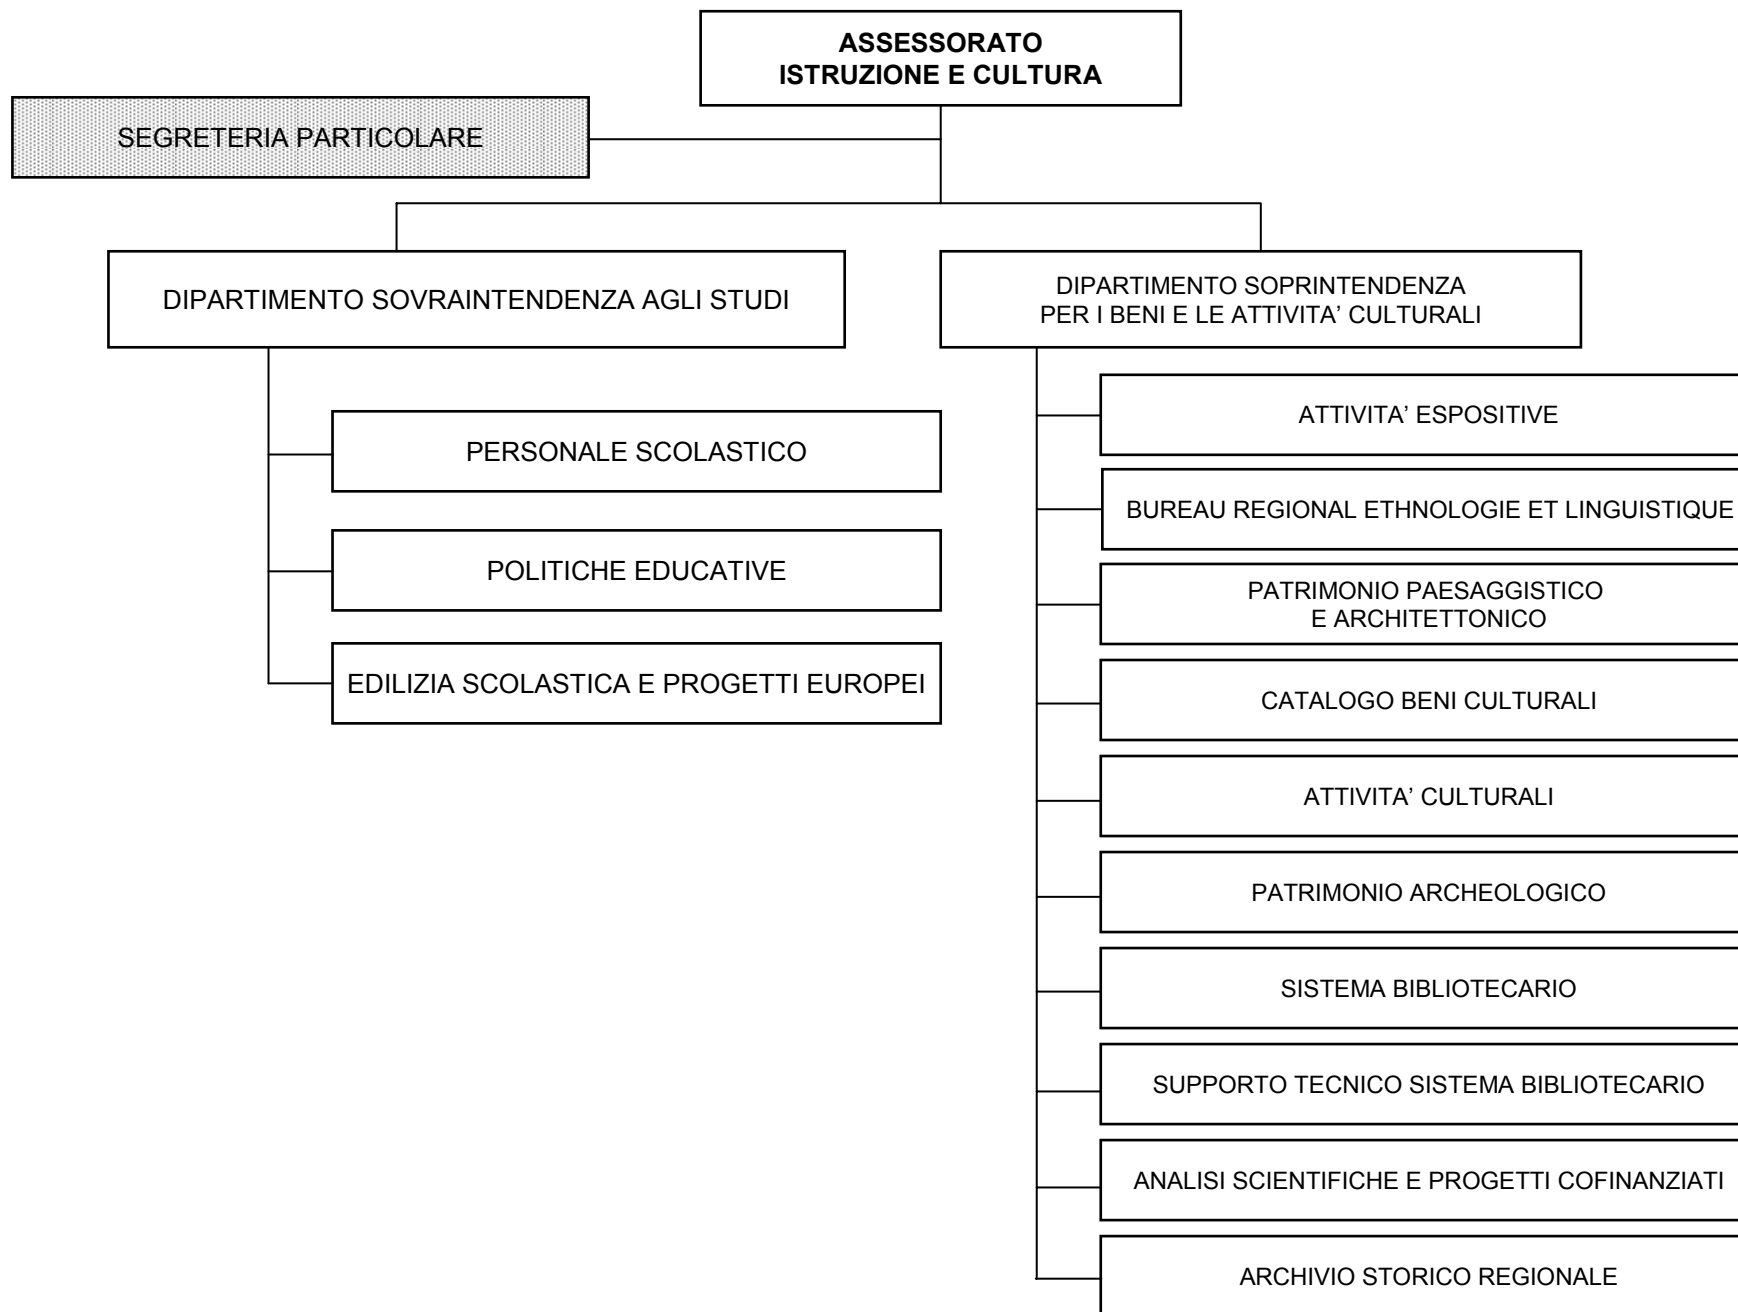 ASSESSORATO
ISTRUZIONE E CULTURA
SEGRETERIA PARTICOLARE
DIPARTIMENTO SOVRAINTENDENZA AGLI STUDI
PERSONALE SCOLASTICO
POLITICHE EDUCATIVE
EDILIZIA SCOLASTICA E PROGETTI EUROPEI
DIPARTIMENTO SOPRINTENDENZA
PER I BENI E LE ATTIVITA’ CULTURALI
ATTIVITA’ ESPOSITIVE
BUREAU REGIONAL ETHNOLOGIE ET LINGUISTIQUE
PATRIMONIO PAESAGGISTICO
E ARCHITETTONICO
CATALOGO BENI CULTURALI
ATTIVITA’ CULTURALI
PATRIMONIO ARCHEOLOGICO
SISTEMA BIBLIOTECARIO
SUPPORTO TECNICO SISTEMA BIBLIOTECARIO
ANALISI SCIENTIFICHE E PROGETTI COFINANZIATI
ARCHIVIO STORICO REGIONALE